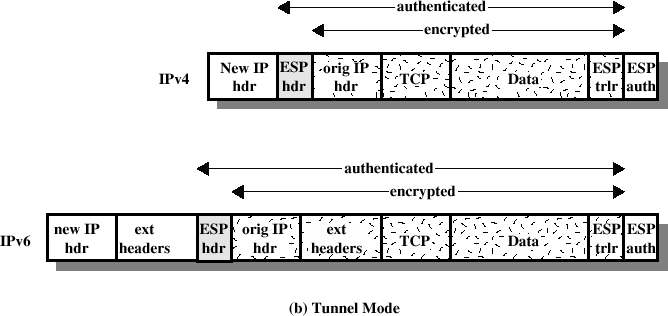 authenticated
encrypted
IPv4
New IP hdr
ESP hdr
orig IP hdr
TCP
Data
ESP trlr
ESP auth
authenticated
encrypted
IPv6
new IP hdr
ext headers
ESP hdr
orig IP hdr
ext headers
TCP
Data
ESP trlr
ESP auth
(b) Tunnel Mode